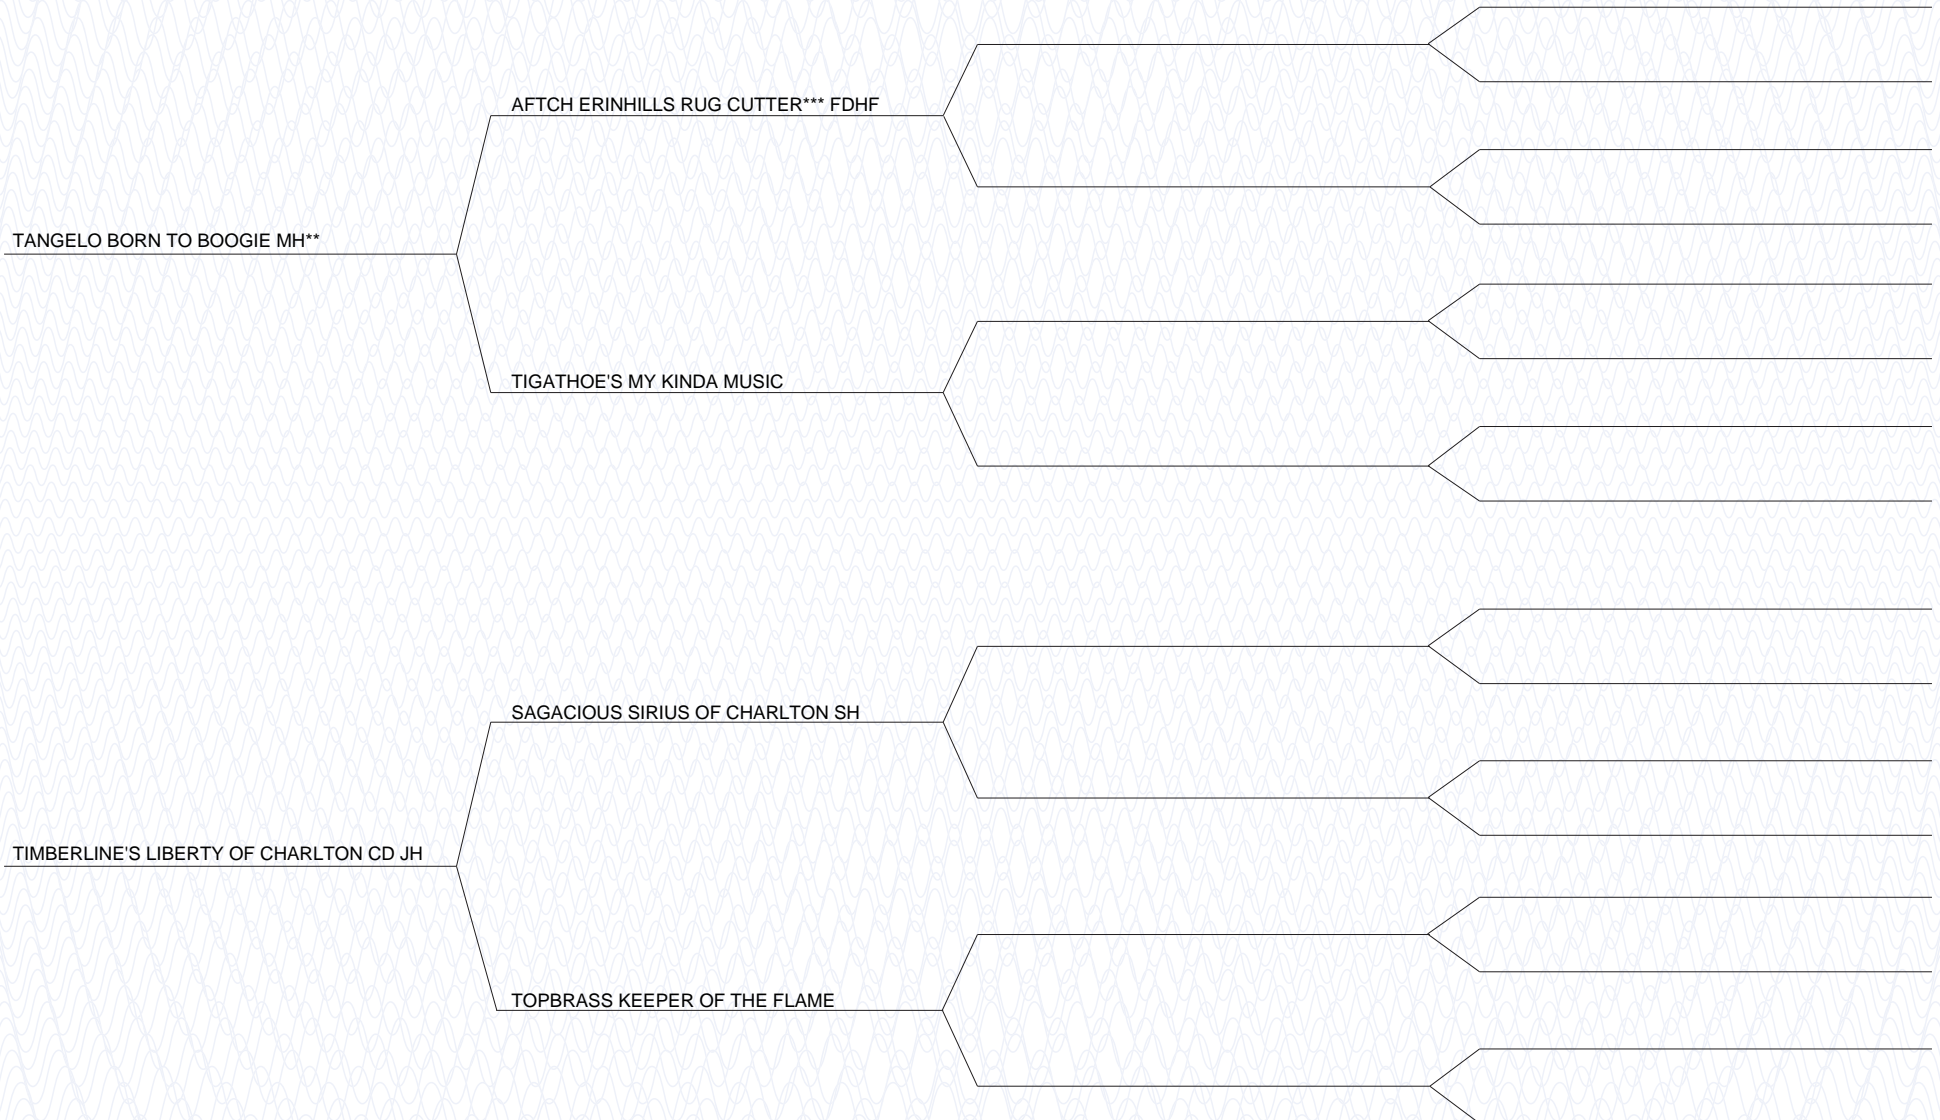 AFTCH ERINHILLS RUG CUTTER*** FDHF
TANGELO BORN TO BOOGIE MH**
TIGATHOE'S MY KINDA MUSIC
SAGACIOUS SIRIUS OF CHARLTON SH
TIMBERLINE'S LIBERTY OF CHARLTON CD JH
TOPBRASS KEEPER OF THE FLAME